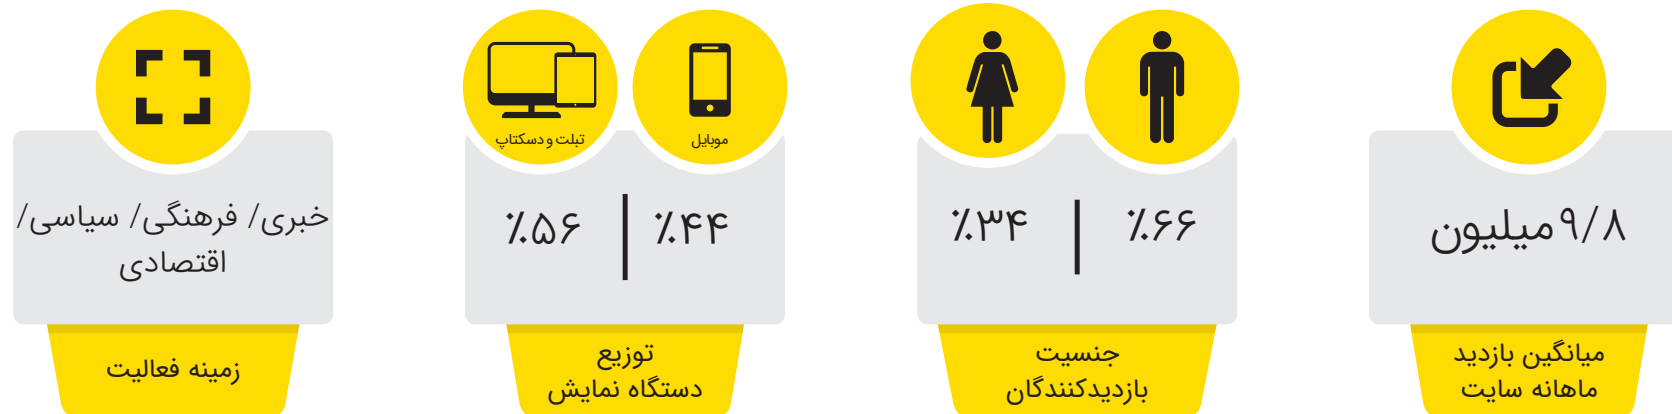 ۹/۸ میلیون
میانگین بازدید
ماهانه سایت
٪۶۶
٪۳۴
جنسیت
بازدیدکنندگان
موبایل
تبلت و دسکتاپ
٪۴۴
٪۵۶
توزیع
دستگاه نمایش
خبری/ فرهنگی/ سیاسی/
اقتصادی
زمینه فعالیت